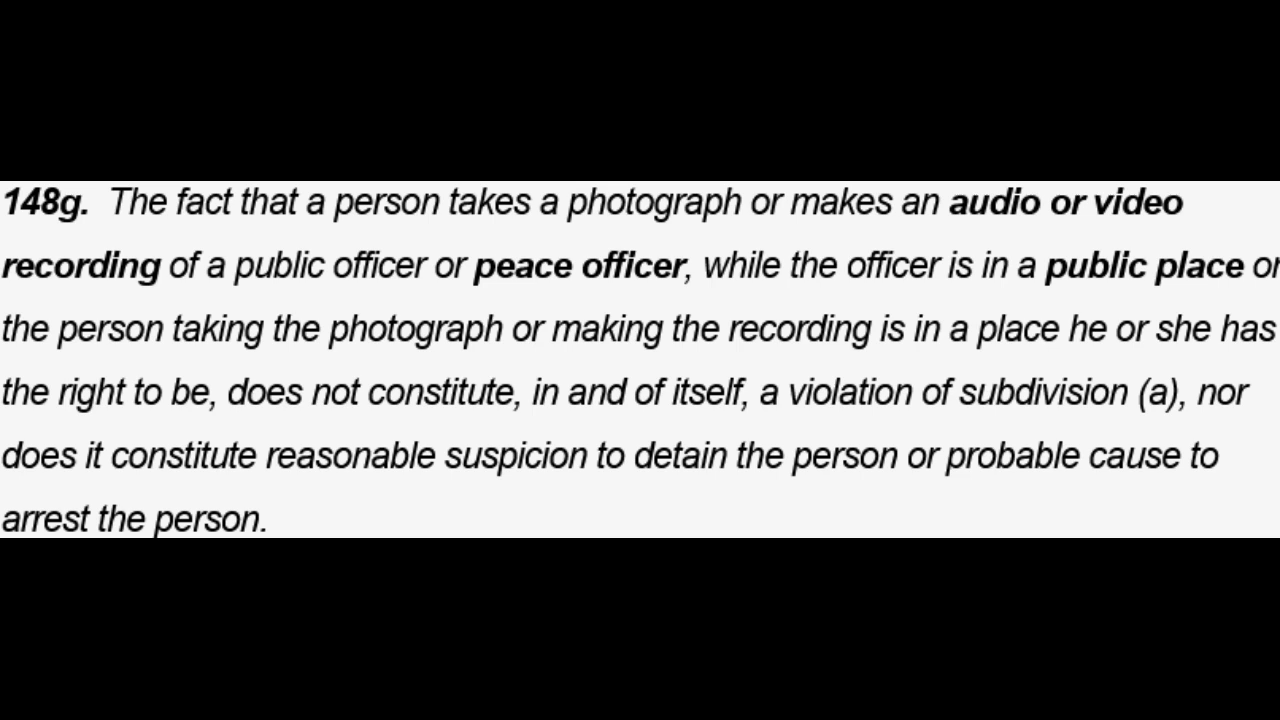 148g. The fact that a person takes a photograph or makes an audio or video
recording of a public officer or peace officer, while the officer is in a public place or
the person taking the photograph or making the recording is in a place he or she has
the right to be, does not constitute, in and of itself, a violation of subdivision (a), nor
does it constitute reasonable suspicion to detain the person or probable cause to
arrest the person.